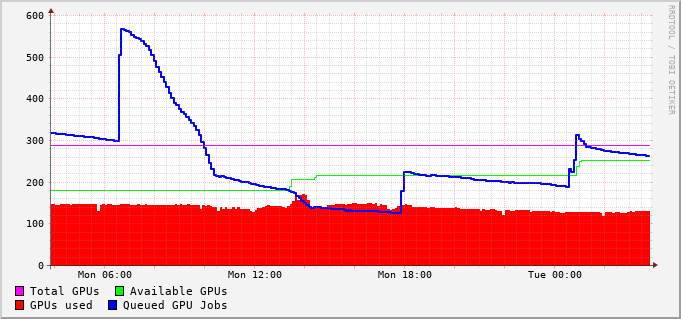 600
500
400
300
200
100
0
Mon 06:00 Mon 12:00 Mon 18:00 Tue 00:00
Total GPUs Available GPUs
GPUs used Queued GPU Jobs
RRDTOOL / TOBI OETIKER